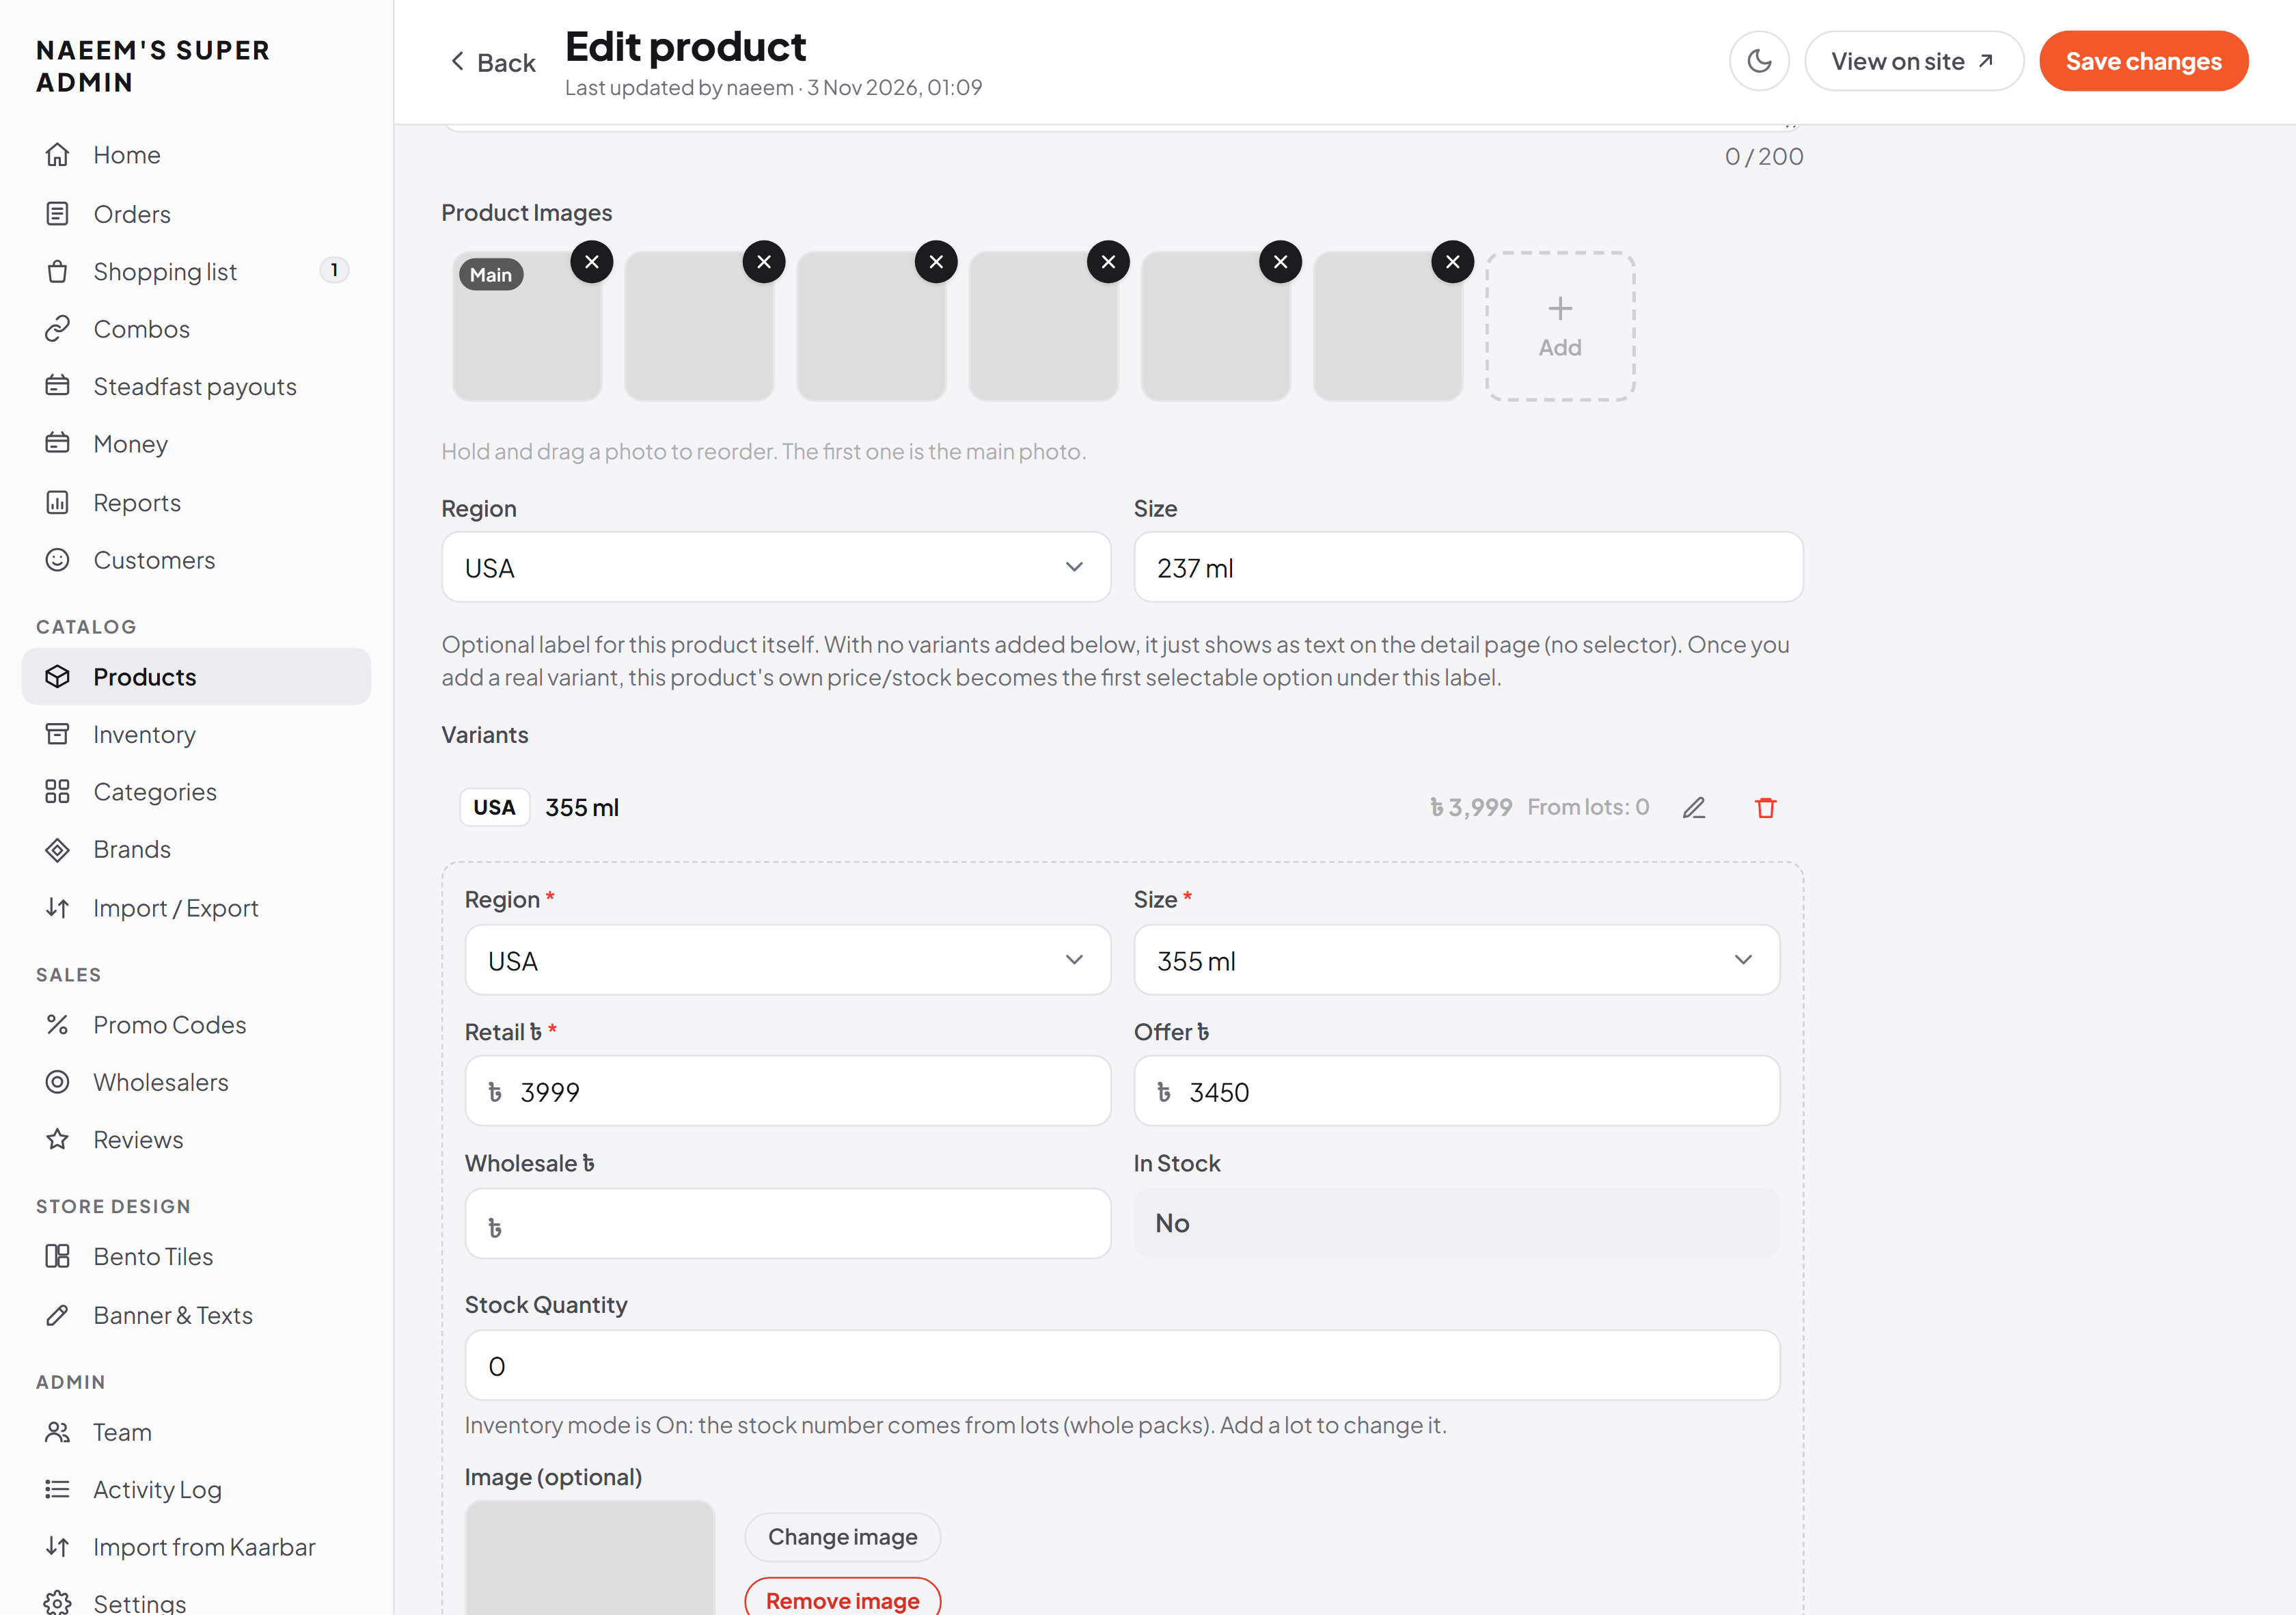 NAEEM'S SUPER
ADMIN
Home
Orders
Shopping list 1
Combos
Steadfast payouts
Money
Reports
Customers
CATALOG
Products
Inventory
Categories
Brands
Import / Export
SALES
Promo Codes
Wholesalers
Reviews
STORE DESIGN
Bento Tiles
Banner & Texts
ADMIN
Team
Activity Log
Import from Kaarbar
Settings
Back
Edit product
Last updated by naeem · 3 Nov 2026, 01:09
View on site
Save changes
0 / 200
Product Images
Main
Add
Hold and drag a photo to reorder. The first one is the main photo.
Region Size
USA 237 ml
Optional label for this product itself. With no variants added below, it just shows as text on the detail page (no selector). Once you
add a real variant, this product's own price/stock becomes the first selectable option under this label.
Variants
USA 355 ml ৳ 3,999 From lots: 0
Region * Size *
USA 355 ml
Retail ৳ * Offer ৳
৳ 3999 ৳ 3450
Wholesale ৳ In Stock
৳ No
Stock Quantity
0
Inventory mode is On: the stock number comes from lots (whole packs). Add a lot to change it.
Image (optional)
Change image
Remove image